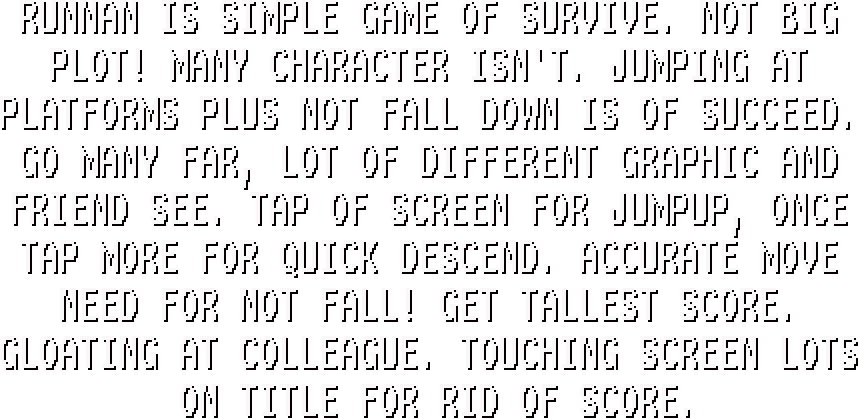 RUNMAN IS SIMPLE GAME OF SURVIVE. NOT BIG
PLOT! MANY CHARACTER ISN'T. JUMPING AT
PLATFORMS PLUS NOT FALL DOWN IS OF SUCCEED.
GO MANY FAR, LOT OF DIFFERENT GRAPHIC AND
FRIEND SEE. TAP OF SCREEN FOR JUMPUP, ONCE
TAP MORE FOR QUICK DESCEND. ACCURATE MOVE
NEED FOR NOT FALL! GET TALLEST SCORE.
GLOATING AT COLLEAGUE. TOUCHING SCREEN LOTS
ON TITLE FOR RID OF SCORE.